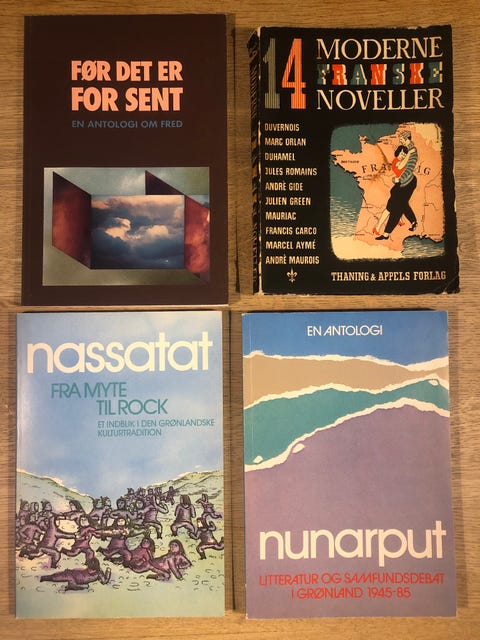 FØR DET ER
FOR SENT
EN ANTOLOGI OM FRED
14 MODERNE
FRANSKE
NOVELLER
DUVERNOIS
MARC ORLAN
DUHAMEL
JULES ROMAINS
ANDRÉ GIDE
JULIEN GREEN
MAURIAC
FRANCIS CARCO
MARCEL AYMÉ
ANDRÉ MAUROIS
THANING & APPELS FORLAG
nassatat
FRA MYTE
TIL ROCK
ET INDBLIK I DEN GRØNLANDSKE
KULTURTRADITION
EN ANTOLOGI
nunarput
LITTERATUR OG SAMFUNDSDEBAT
I GRØNLAND 1945-85